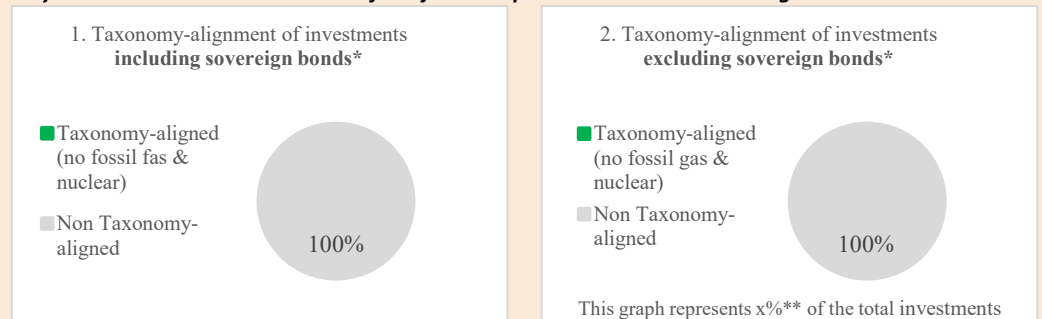 1. Taxonomy-alignment of investments
including sovereign bonds*
Taxonomy-aligned
(no fossil fas &
nuclear)
Non Taxonomy-
aligned
100%
2. Taxonomy-alignment of investments
excluding sovereign bonds*
Taxonomy-aligned
(no fossil gas &
nuclear)
Non Taxonomy-
aligned
100%
This graph represents x%** of the total investments